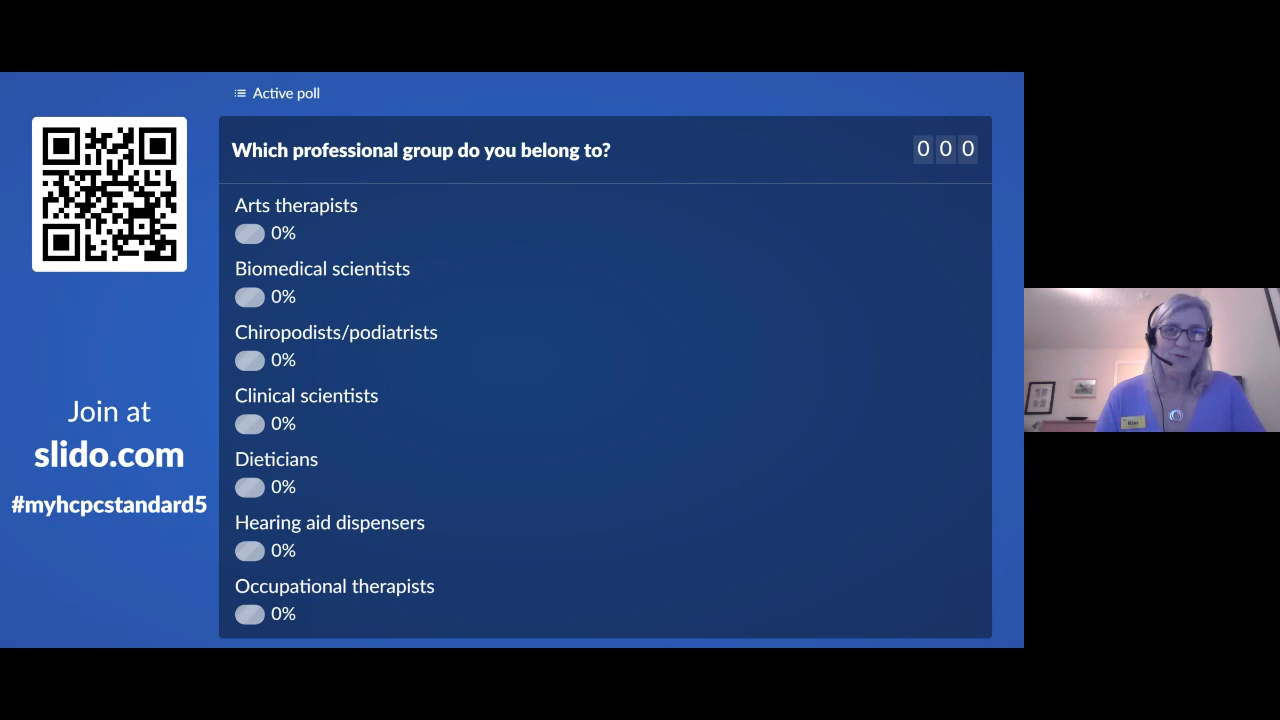 Active poll
Which professional group do you belong to?
0 0 0
Arts therapists
0%
Biomedical scientists
0%
Chiropodists/podiatrists
0%
Clinical scientists
0%
Dieticians
0%
Hearing aid dispensers
0%
Occupational therapists
0%
Join at
slido.com
#myhcpcstandard5
Kim